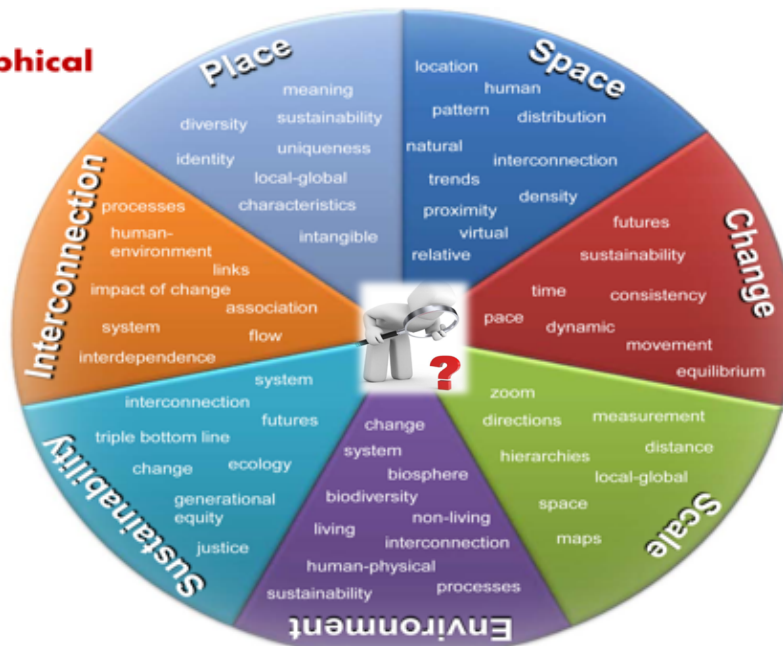 phical
Place
meaning
diversity
sustainability
identity
uniqueness
local-global
characteristics
intangible
Space
location
human
pattern
distribution
natural
interconnection
trends
density
proximity
virtual
relative
Change
futures
sustainability
time
consistency
pace
dynamic
movement
equilibrium
Scale
zoom
directions
measurement
hierarchies
distance
local-global
space
maps
Environment
change
system
biosphere
biodiversity
non-living
living
interconnection
human-physical
processes
sustainability
Sustainability
system
interconnection
futures
triple bottom line
change
ecology
generational
equity
justice
Interconnection
processes
human-
environment
links
impact of change
association
system
flow
interdependence
?